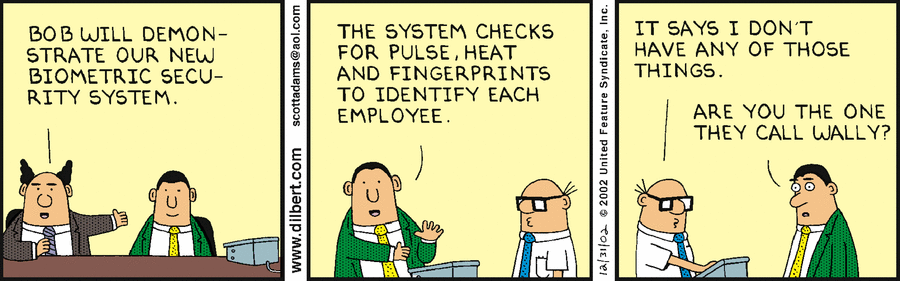 BOB WILL DEMON-
STRATE OUR NEW
BIOMETRIC SECU-
RITY SYSTEM.
www.dilbert.com
scottadams@aol.com
THE SYSTEM CHECKS
FOR PULSE, HEAT
AND FINGERPRINTS
TO IDENTIFY EACH
EMPLOYEE.
12/31/02 © 2002 United Feature Syndicate, Inc.
IT SAYS I DON'T
HAVE ANY OF THOSE
THINGS.
ARE YOU THE ONE
THEY CALL WALLY?